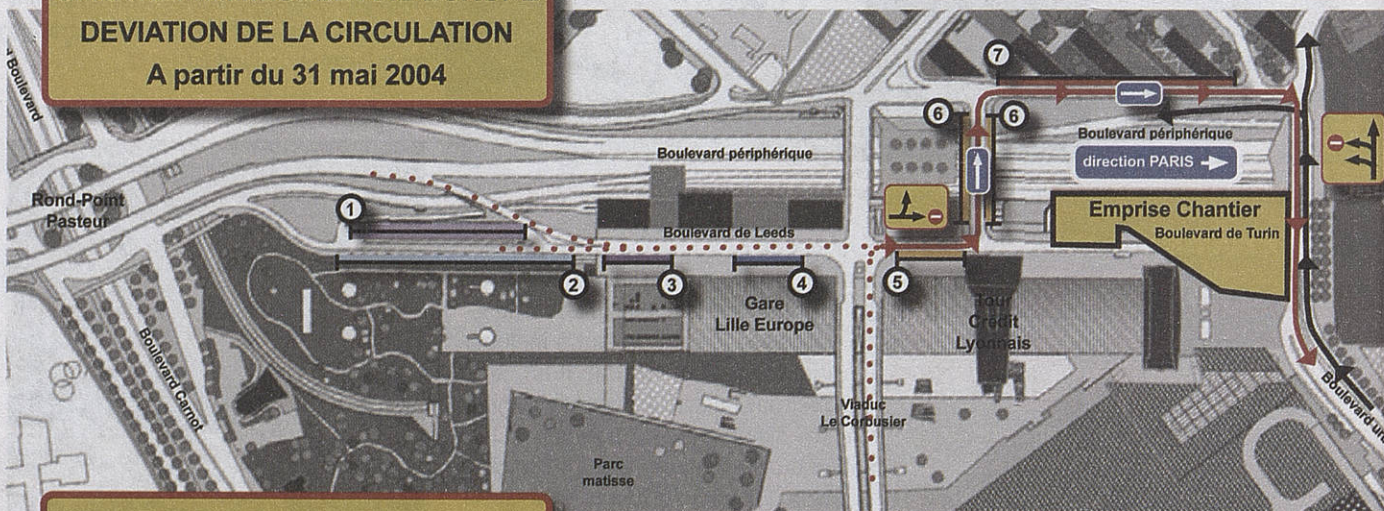 DEVIATION DE LA CIRCULATION
A partir du 31 mai 2004
Boulevard
Rond-Point
Pasteur
Boulevard Carnot
Boulevard périphérique
1
2
3
4
5
6
6
7
Boulevard de Leeds
Gare
Lille Europe
Parc
matisse
Viaduc
Le Corbusier
Tour
Crédit
Lyonnais
Boulevard périphérique
direction PARIS
Emprise Chantier
Boulevard de Turin
Boulevard